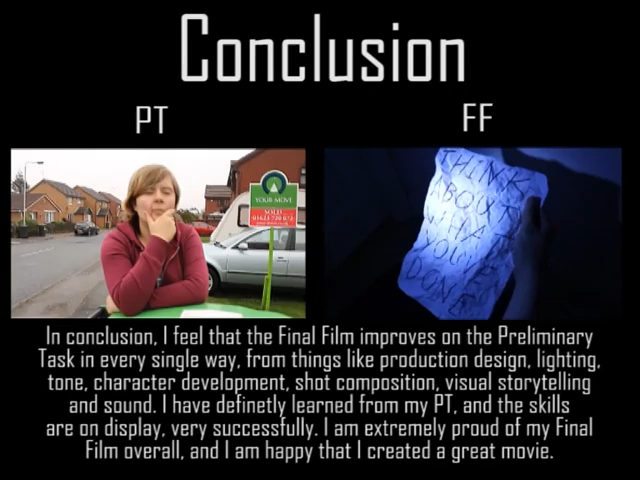 Conclusion
PT
FF
YOUR MOVE
SOLD
THINK
ABOUT
WHAT
YOU'VE
DONE
In conclusion, I feel that the Final Film improves on the Preliminary
Task in every single way, from things like production design, lighting,
tone, character development, shot composition, visual storytelling
and sound. I have definetly learned from my PT, and the skills
are on display, very successfully. I am extremely proud of my Final
Film overall, and I am happy that I created a great movie.